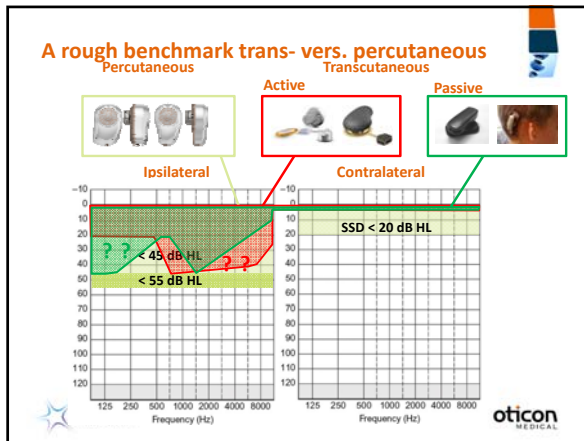 A rough benchmark trans- vers. percutaneous
Percutaneous Transcutaneous
Active Passive
Ipsilateral Contralateral
-10 -10
0 0
10 10
20 20
SSD < 20 dB HL
30 30
? ? < 45 dB HL ? ?
40 40
50 50
< 55 dB HL
60 60
70 70
80 80
90 90
100 100
110 110
120 120
125 250 500 1000 2000 4000 8000 125 250 500 1000 2000 4000 8000
Frequency (Hz) Frequency (Hz)
oticon
MEDICAL